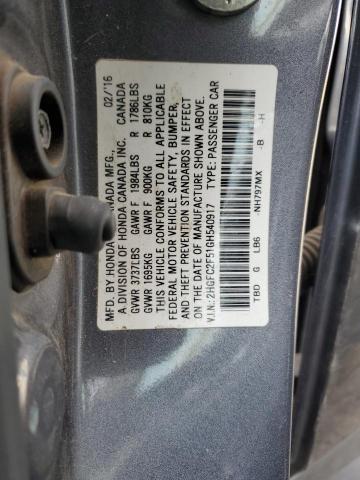 MFD. BY HONDA OF CANADA MFG., 02/'16
A DIVISION OF HONDA CANADA INC. CANADA
GVWR 3737LBS GAWR F 1984LBS R 1786LBS
GVWR 1695KG GAWR F 900KG R 810KG
THIS VEHICLE CONFORMS TO ALL APPLICABLE
FEDERAL MOTOR VEHICLE SAFETY, BUMPER,
AND THEFT PREVENTION STANDARDS IN EFFECT
ON THE DATE OF MANUFACTURE SHOWN ABOVE.
V.I.N: 2HGFC2F51GH540917 TYPE: PASSENGER CAR
TBD G LB6 NH797MX -B -H